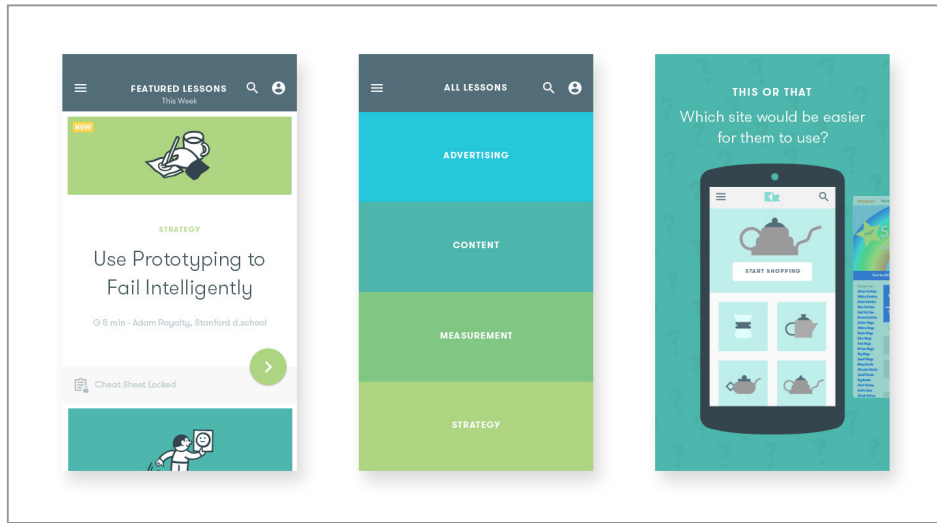 FEATURED LESSONS
This Week
NEW
STRATEGY
Use Prototyping to
Fail Intelligently
5 min - Adam Royalty, Stanford d.school
Cheat Sheet Locked
ALL LESSONS
ADVERTISING
CONTENT
MEASUREMENT
STRATEGY
THIS OR THAT
Which site would be easier
for them to use?
START SHOPPING